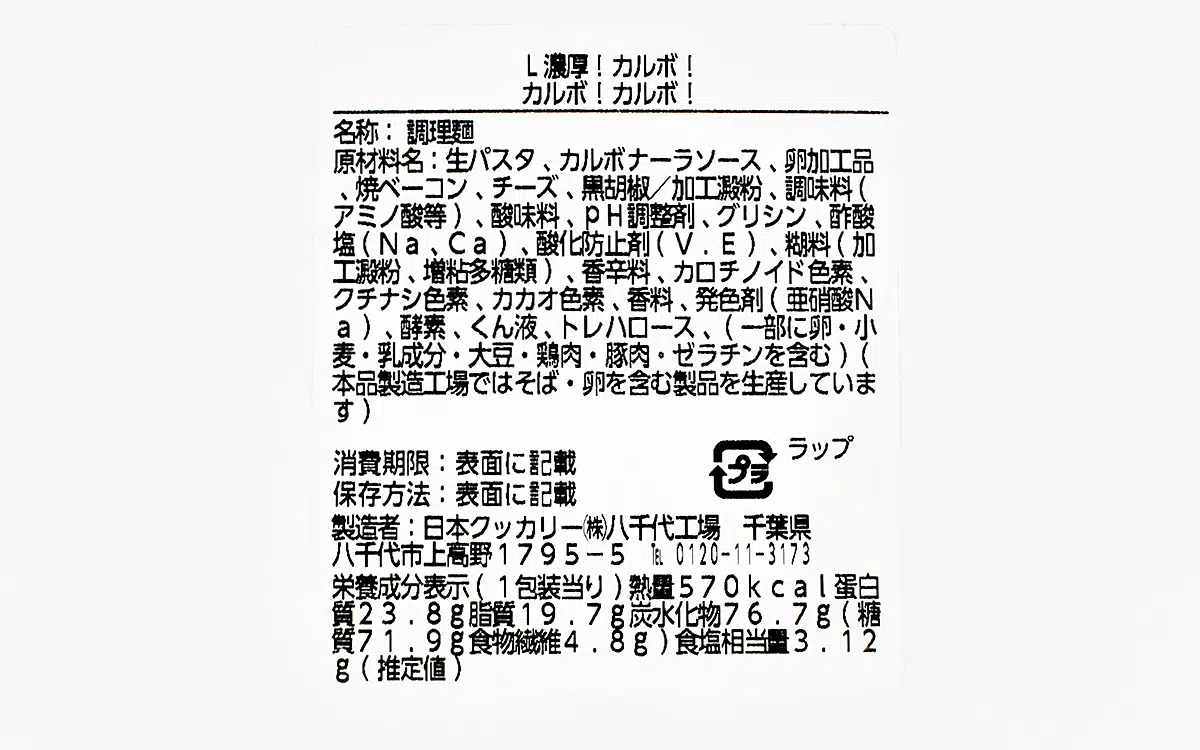 L濃厚!カルボ!
カルボ!カルボ!
名称:調理麺
原材料名:生パスタ、カルボナーラソース、卵加工品
、焼ベーコン、チーズ、黒胡椒/加工澱粉、調味料(
アミノ酸等)、酸味料、pH調整剤、グリシン、酢酸
塩(Na、Ca)、酸化防止剤(V.E)、糊料(加
工澱粉、増粘多糖類)、香辛料、カロチノイド色素、
クチナシ色素、カカオ色素、香料、発色剤(亜硝酸N
a)、酵素、くん液、トレハロース、(一部に卵・小
麦・乳成分・大豆・鶏肉・豚肉・ゼラチンを含む)(
本品製造工場ではそば・卵を含む製品を生産していま
す)
消費期限:表面に記載
保存方法:表面に記載
プラ ラップ
製造者:日本クッカリー㈱八千代工場 千葉県
八千代市上高野1795-5 ℡ 0120-11-3173
栄養成分表示(1包装当り)熱量570kcal蛋白
質23.8g脂質19.7g炭水化物76.7g(糖
質71.9g食物繊維4.8g)食塩相当量3.12
g(推定値)